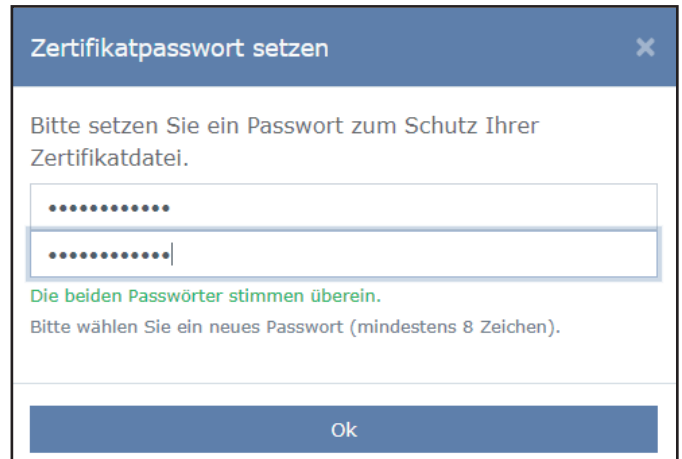 Zertifikatpasswort setzen ×
Bitte setzen Sie ein Passwort zum Schutz Ihrer
Zertifikatdatei.
••••••••••••
••••••••••••
Die beiden Passwörter stimmen überein.
Bitte wählen Sie ein neues Passwort (mindestens 8 Zeichen).
Ok